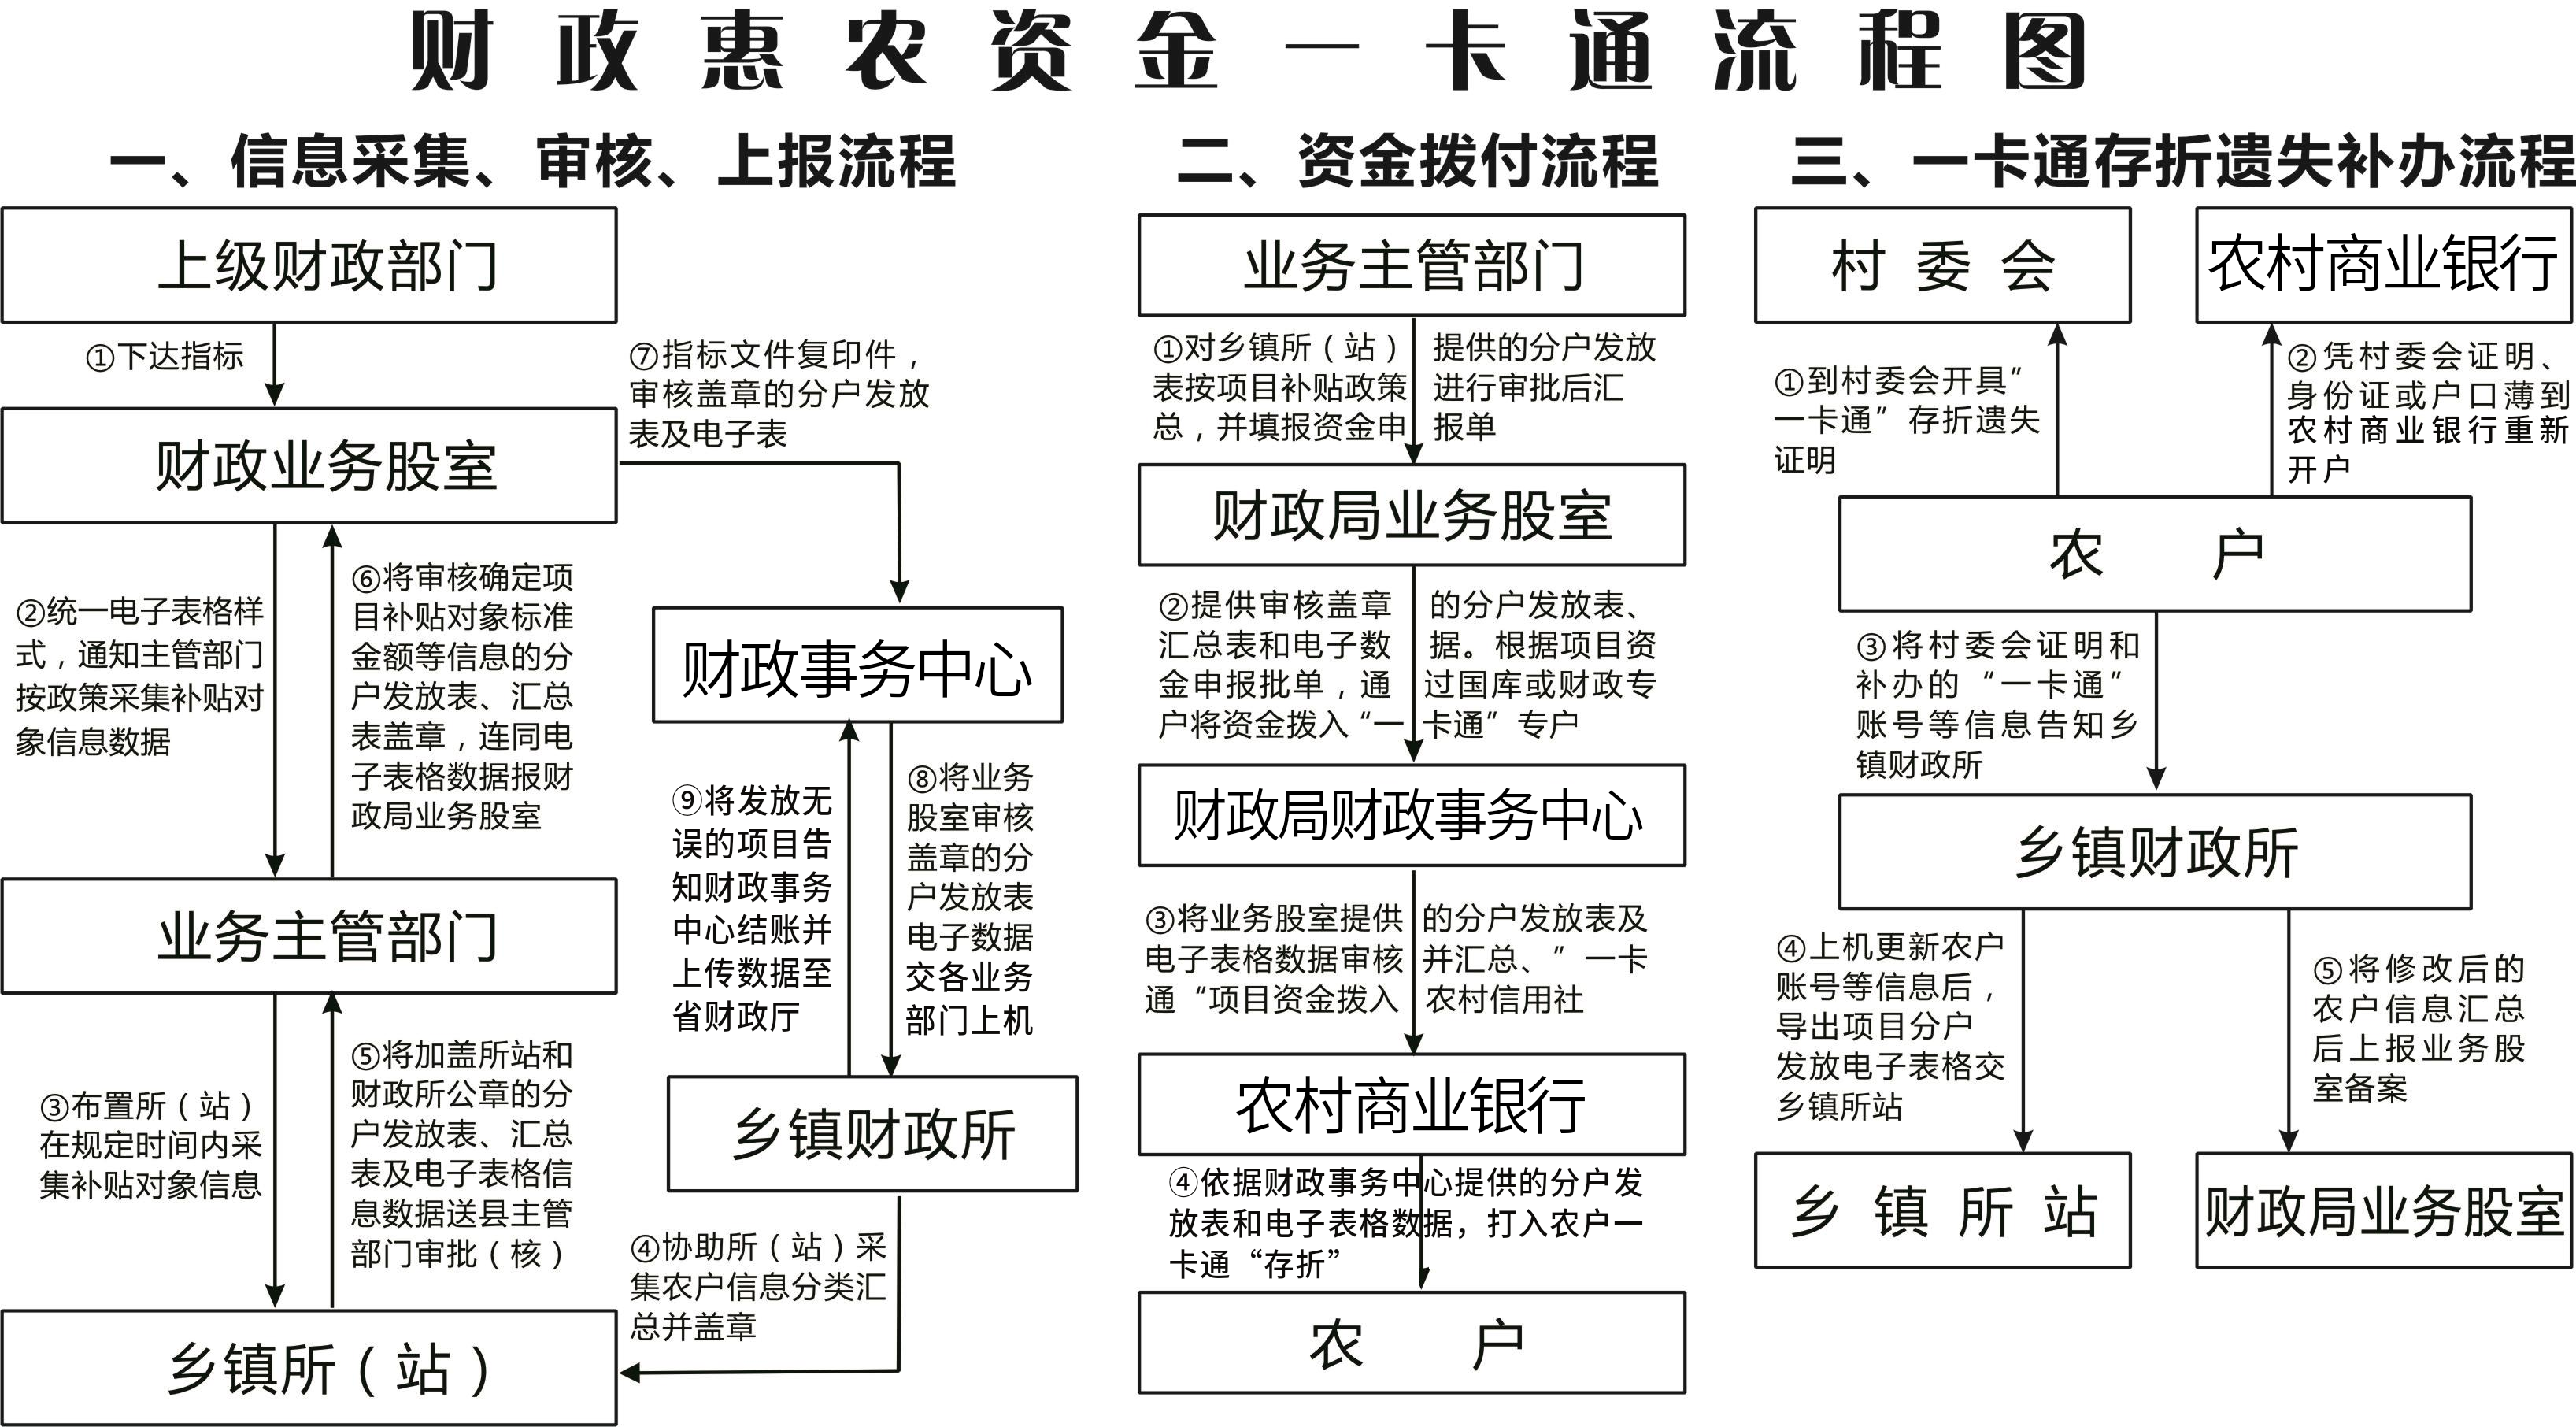 财政惠农资金一卡通流程图
一、信息采集、审核、上报流程
上级财政部门
①下达指标
财政业务股室
⑦指标文件复印件，
审核盖章的分户发放
表及电子表
②统一电子表格样
式，通知主管部门
按政策采集补贴对
象信息数据
⑥将审核确定项
目补贴对象标准
金额等信息的分
户发放表、汇总
表盖章，连同电
子表格数据报财
政局业务股室
财政事务中心
⑨将发放无
误的项目告
知财政事务
中心结账并
上传数据至
省财政厅
⑧将业务
股室审核
盖章的分
户发放表
电子数据
交各业务
部门上机
业务主管部门
③布置所（站）
在规定时间内采
集补贴对象信息
⑤将加盖所站和
财政所公章的分
户发放表、汇总
表及电子表格信
息数据送县主管
部门审批（核）
乡镇财政所
④协助所（站）采
集农户信息分类汇
总并盖章
乡镇所（站）
二、资金拨付流程
业务主管部门
①对乡镇所（站） 提供的分户发放
表按项目补贴政策 进行审批后汇
总，并填报资金申 报单
财政局业务股室
②提供审核盖章 的分户发放表、
汇总表和电子数 据。根据项目资
金申报批单，通 过国库或财政专
户将资金拨入“一 卡通”专户
财政局财政事务中心
③将业务股室提供 的分户发放表及
电子表格数据审核 并汇总、”一卡
通“项目资金拨入 农村信用社
农村商业银行
④依据财政事务中心提供的分户发
放表和电子表格数据，打入农户一
卡通“存折”
农户
三、一卡通存折遗失补办流程
村委会
农村商业银行
①到村委会开具”
一卡通”存折遗失
证明
②凭村委会证明、
身份证或户口薄到
农村商业银行重新
开户
农户
③将村委会证明和
补办的“一卡通”
账号等信息告知乡
镇财政所
乡镇财政所
④上机更新农户
账号等信息后，
导出项目分户
发放电子表格交
乡镇所站
⑤将修改后的
农户信息汇总
后上报业务股
室备案
乡镇所站
财政局业务股室